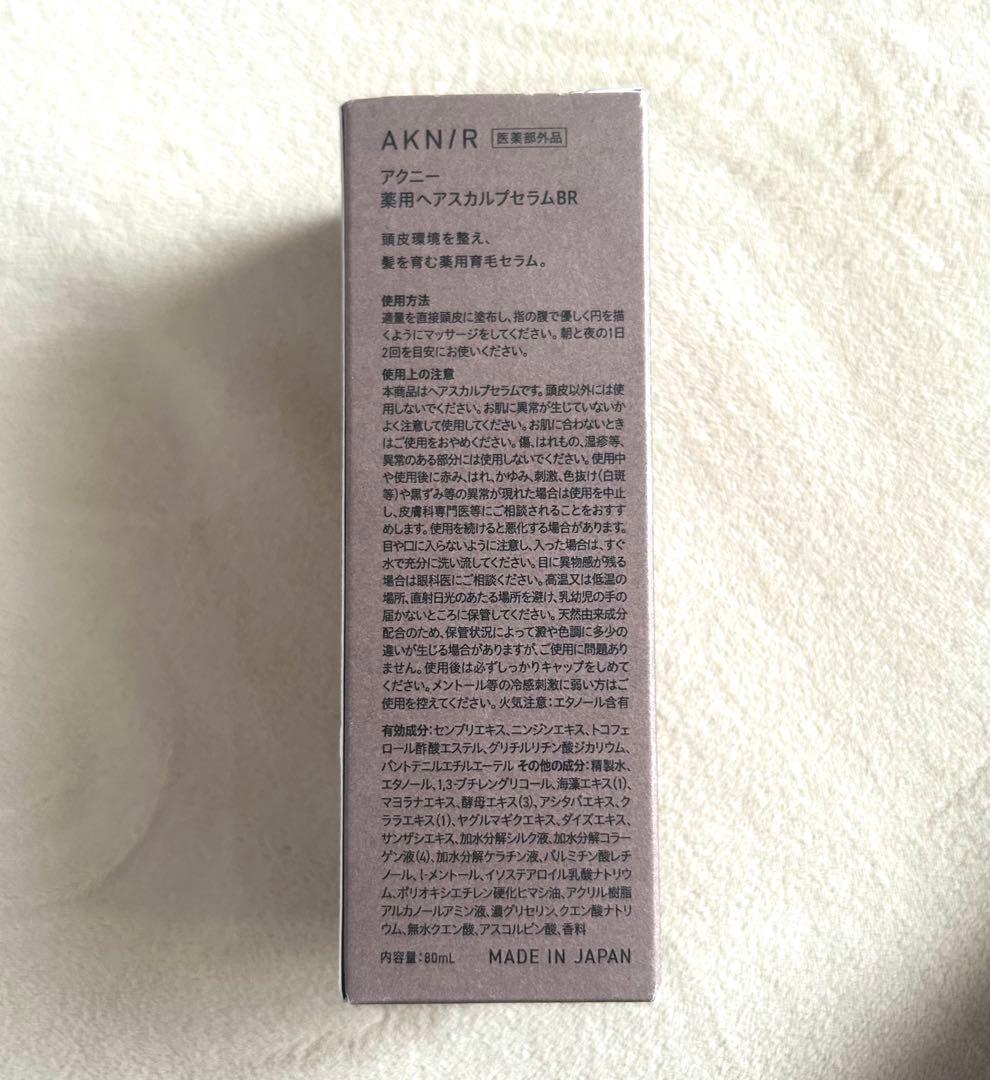 AKN/R 医薬部外品
アクニー
薬用ヘアスカルプセラムBR
頭皮環境を整え、
髪を育む薬用育毛セラム。
使用方法
適量を直接頭皮に塗布し、指の腹で優しく円を描
くようにマッサージをしてください。朝と夜の1日
2回を目安にお使いください。
使用上の注意
本商品はヘアスカルプセラムです。頭皮以外には使
用しないでください。お肌に異常が生じていないか
よく注意して使用してください。お肌に合わないとき
はご使用をおやめください。傷、はれもの、湿疹等、
異常のある部分には使用しないでください。使用中
や使用後に赤み、はれ、かゆみ、刺激、色抜け(白斑
等)や黒ずみ等の異常が現れた場合は使用を中止
し、皮膚科専門医等にご相談されることをおすす
めします。使用を続けると悪化する場合があります。
目や口に入らないように注意し、入った場合は、すぐ
水で充分に洗い流してください。目に異物感が残る
場合は眼科医にご相談ください。高温又は低温の
場所、直射日光のあたる場所を避け、乳幼児の手の
届かないところに保管してください。天然由来成分
配合のため、保管状況によって澱や色調に多少の
違いが生じる場合がありますが、ご使用に問題あり
ません。使用後は必ずしっかりキャップをしめて
ください。メントール等の冷感刺激に弱い方はご
使用を控えてください。火気注意:エタノール含有
有効成分:センブリエキス、ニンジンエキス、トコフェ
ロール酢酸エステル、グリチルリチン酸ジカリウム、
パントテニルエチルエーテル その他の成分:精製水、
エタノール、1,3-ブチレングリコール、海藻エキス(1)、
マヨラナエキス、酵母エキス(3)、アシタバエキス、ク
ララエキス(1)、ヤグルマギクエキス、ダイズエキス、
サンザシエキス、加水分解シルク液、加水分解コラー
ゲン液(4)、加水分解ケラチン液、パルミチン酸レチ
ノール、l-メントール、イソステアロイル乳酸ナトリウ
ム、ポリオキシエチレン硬化ヒマシ油、アクリル樹脂
アルカノールアミン液、濃グリセリン、クエン酸ナトリ
ウム、無水クエン酸、アスコルビン酸、香料
内容量:80mL MADE IN JAPAN